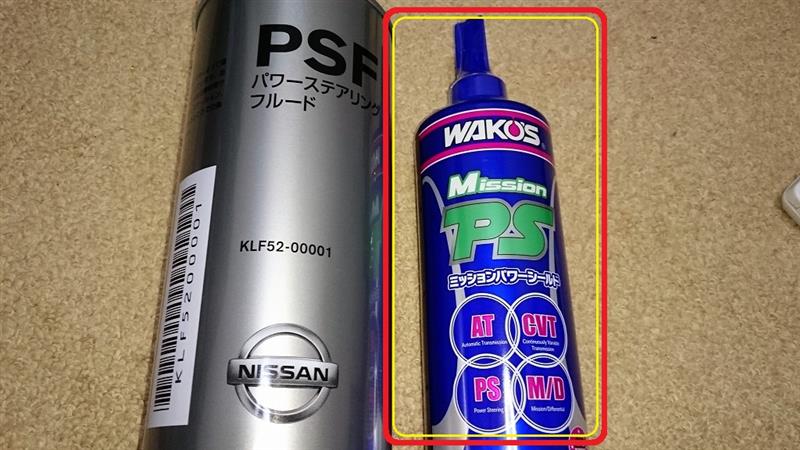 PSF
パワーステアリング
フルード
KLF52-00001
KLF5200001
NISSAN
WAKO'S
Mission
PS
ミッションパワーシールド
AT
Automatic Transmission
CVT
Continuously Variable
Transmission
PS
Power Steering
M/D
Mission/Differential